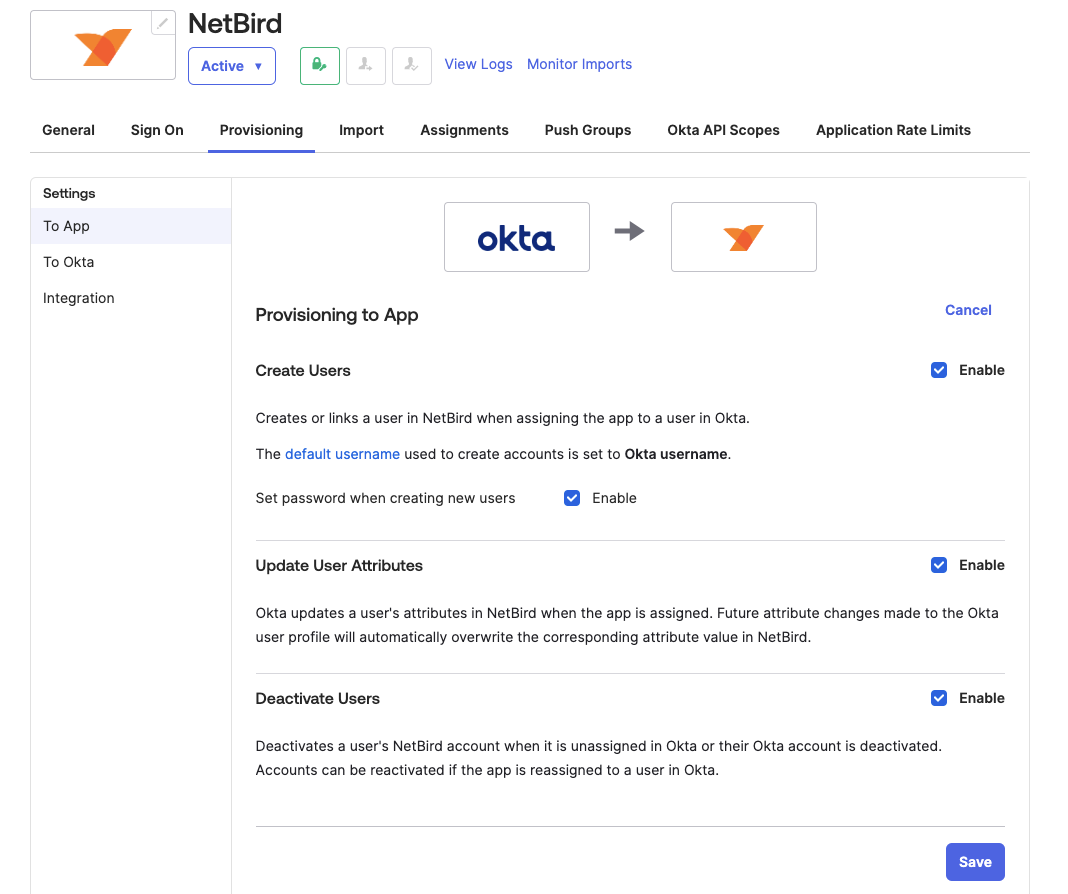 NetBird
Active ▼
View Logs Monitor Imports
General Sign On Provisioning Import Assignments Push Groups Okta API Scopes Application Rate Limits
Settings
To App
To Okta
Integration
okta
Provisioning to App
Cancel
Create Users
Enable
Creates or links a user in NetBird when assigning the app to a user in Okta.
The default username used to create accounts is set to Okta username.
Set password when creating new users
Enable
Update User Attributes
Enable
Okta updates a user's attributes in NetBird when the app is assigned. Future attribute changes made to the Okta
user profile will automatically overwrite the corresponding attribute value in NetBird.
Deactivate Users
Enable
Deactivates a user's NetBird account when it is unassigned in Okta or their Okta account is deactivated.
Accounts can be reactivated if the app is reassigned to a user in Okta.
Save